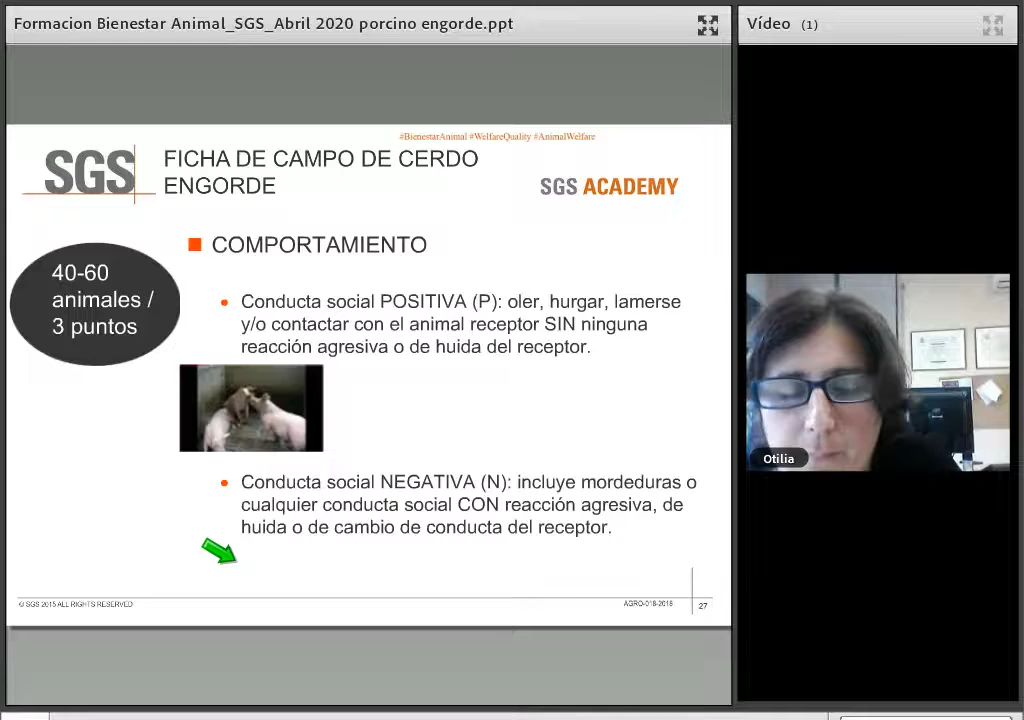 Formacion Bienestar Animal_SGS_Abril 2020 porcino engorde.ppt
Vídeo (1)
#BienestarAnimal #WelfareQuality #AnimalWelfare
SGS
FICHA DE CAMPO DE CERDO
ENGORDE
SGS ACADEMY
COMPORTAMIENTO
40-60
animales /
3 puntos
Conducta social POSITIVA (P): oler, hurgar, lamerse
y/o contactar con el animal receptor SIN ninguna
reacción agresiva o de huida del receptor.
Conducta social NEGATIVA (N): incluye mordeduras o
cualquier conducta social CON reacción agresiva, de
huida o de cambio de conducta del receptor.
© SGS 2015 ALL RIGHTS RESERVED
AGRO-018-2018
27
Otilia